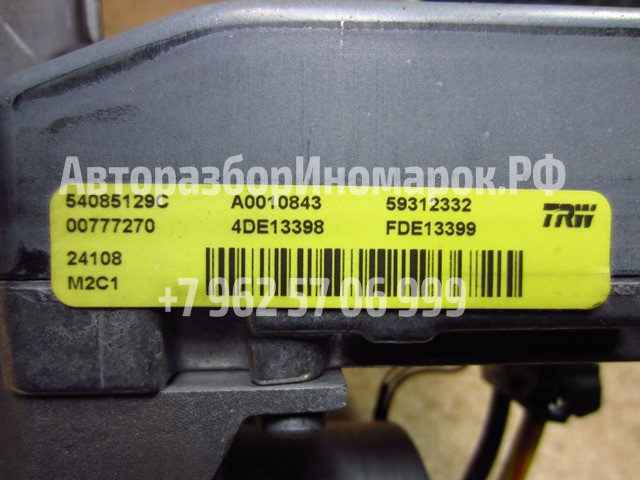 АвторазборИномарок.РФ
54085129C A0010843 59312332
00777270 4DE13398 FDE13399 TRW
24108
M2C1
+7 962 57 06 999